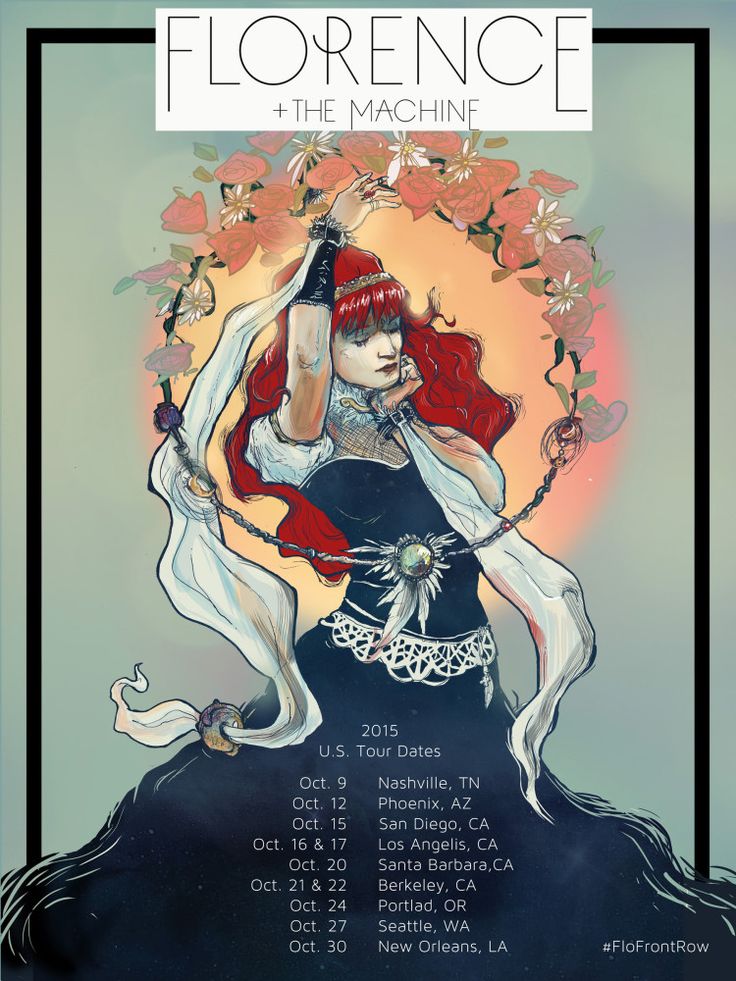 FLORENCE
+ THE MACHINE
2015
U.S. Tour Dates
Oct. 9 Nashville, TN
Oct. 12 Phoenix, AZ
Oct. 15 San Diego, CA
Oct. 16 & 17 Los Angelis, CA
Oct. 20 Santa Barbara,CA
Oct. 21 & 22 Berkeley, CA
Oct. 24 Portlad, OR
Oct. 27 Seattle, WA
Oct. 30 New Orleans, LA
#FloFrontRow